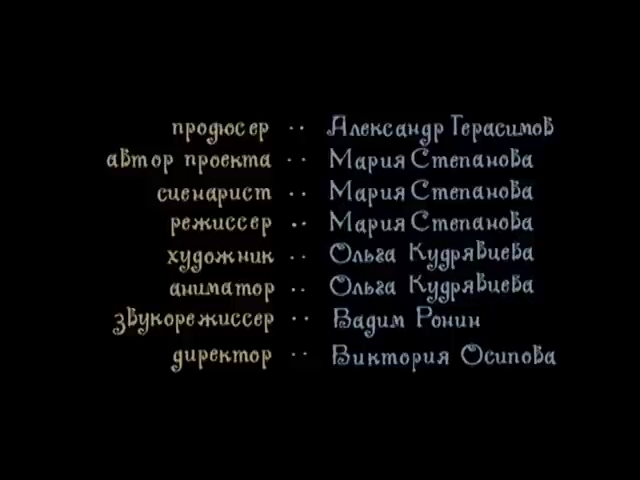 продюсер .. Александр Герасимов
автор проекта .. Мария Степанова
сценарист .. Мария Степанова
режиссер .. Мария Степанова
художник .. Ольга Кудрявцева
аниматор .. Ольга Кудрявцева
звукорежиссер .. Вадим Ронин
директор .. Виктория Осипова